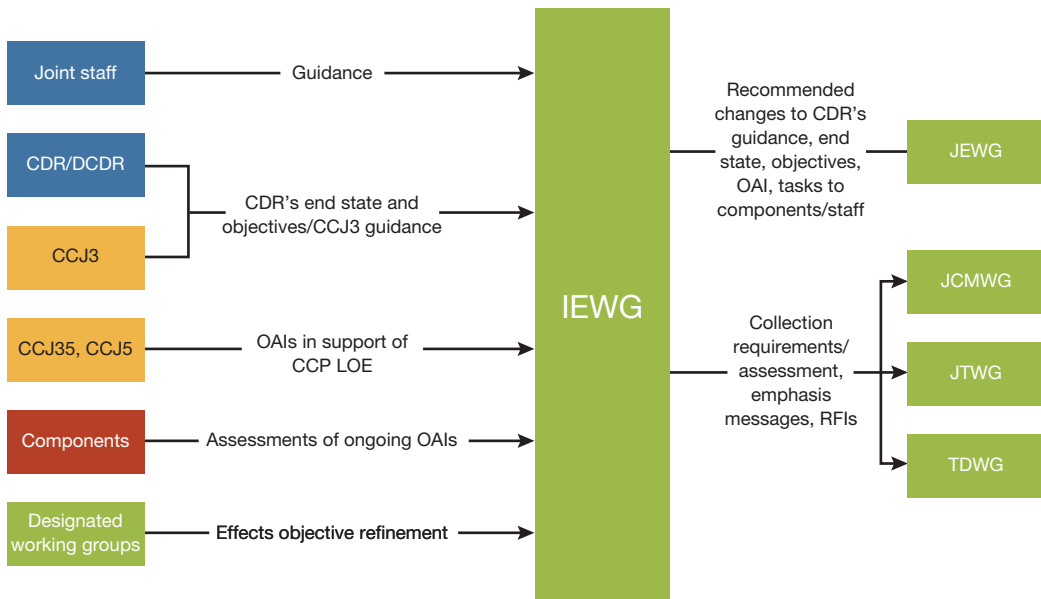 Joint staff
Guidance
CDR/DCDR
CCJ3
CDR's end state and
objectives/CCJ3 guidance
CCJ35, CCJ5
OAIs in support of
CCP LOE
Components
Assessments of ongoing OAIs
Designated
working groups
Effects objective refinement
IEWG
Recommended
changes to CDR's
guidance, end
state, objectives,
OAI, tasks to
components/staff
JEWG
Collection
requirements/
assessment,
emphasis
messages, RFIs
JCMWG
JTWG
TDWG